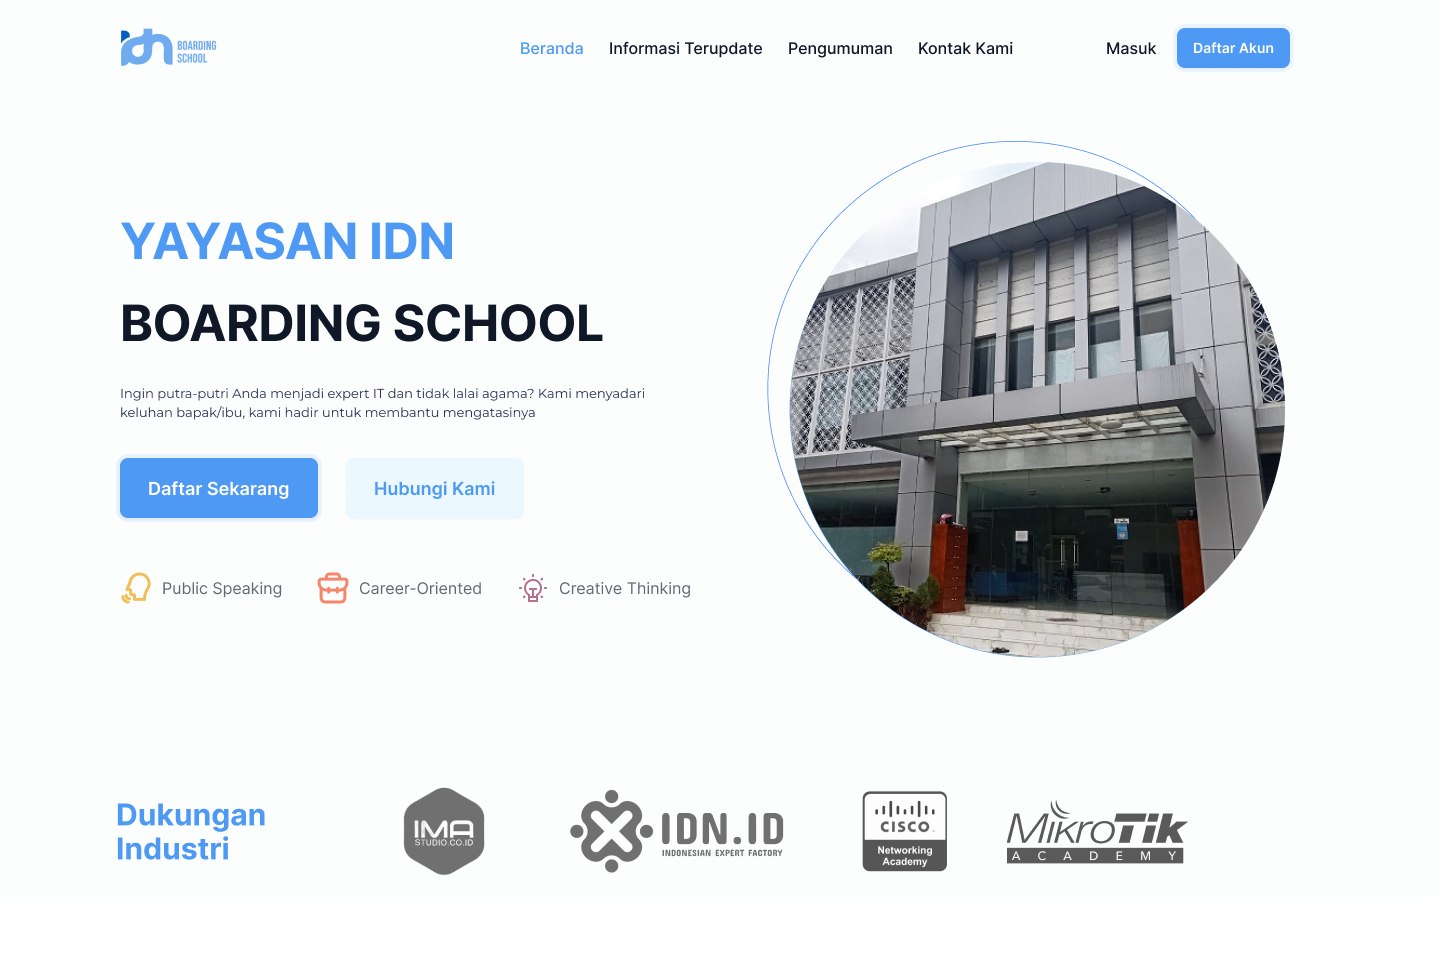 BOARDING
SCHOOL
Beranda
Informasi Terupdate
Pengumuman
Kontak Kami
Masuk
Daftar Akun
YAYASAN IDN
BOARDING SCHOOL
Ingin putra-putri Anda menjadi expert IT dan tidak lalai agama? Kami menyadari
keluhan bapak/ibu, kami hadir untuk membantu mengatasinya
Daftar Sekarang
Hubungi Kami
Public Speaking
Career-Oriented
Creative Thinking
Dukungan
Industri
IMA
STUDIO.CO.ID
IDN.ID
INDONESIAN EXPERT FACTORY
CISCO
Networking
Academy
MikroTik
ACADEMY